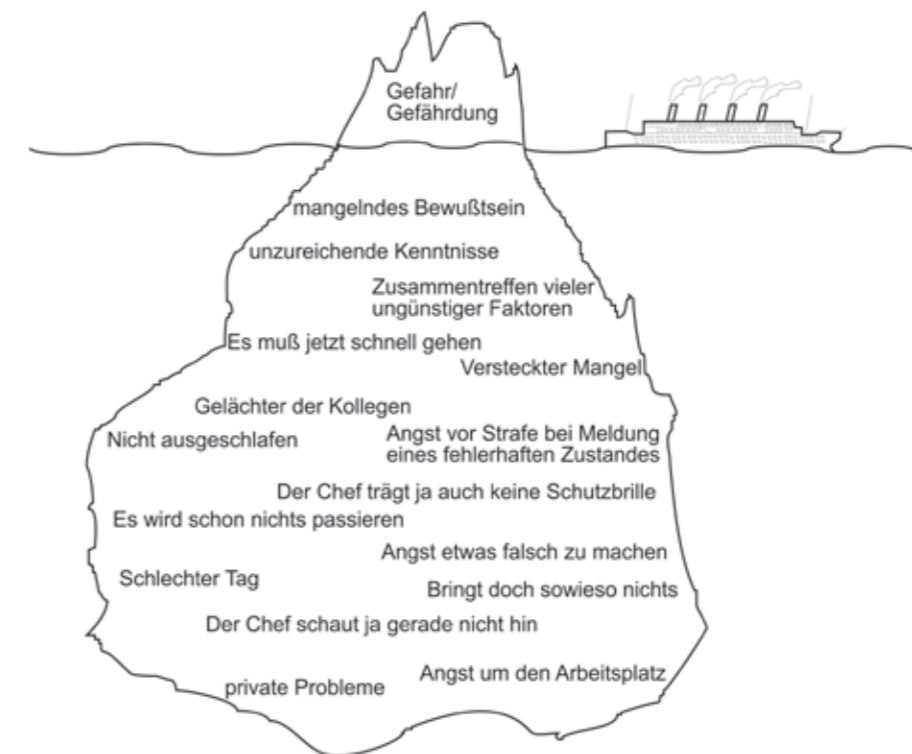 Gefahr/
Gefährdung
mangelndes Bewußtsein
unzureichende Kenntnisse
Zusammentreffen vieler
ungünstiger Faktoren
Es muß jetzt schnell gehen
Versteckter Mangel
Gelächter der Kollegen
Nicht ausgeschlafen
Angst vor Strafe bei Meldung
eines fehlerhaften Zustandes
Der Chef trägt ja auch keine Schutzbrille
Es wird schon nichts passieren
Angst etwas falsch zu machen
Schlechter Tag
Bringt doch sowieso nichts
Der Chef schaut ja gerade nicht hin
Angst um den Arbeitsplatz
private Probleme